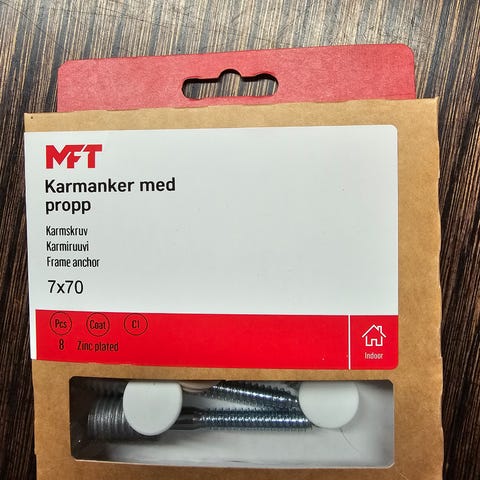 MFT
Karmanker med
propp
Karmskruv
Karmiruuvi
Frame anchor
7x70
Pcs Coat Cl
8 Zinc plated
Indoor